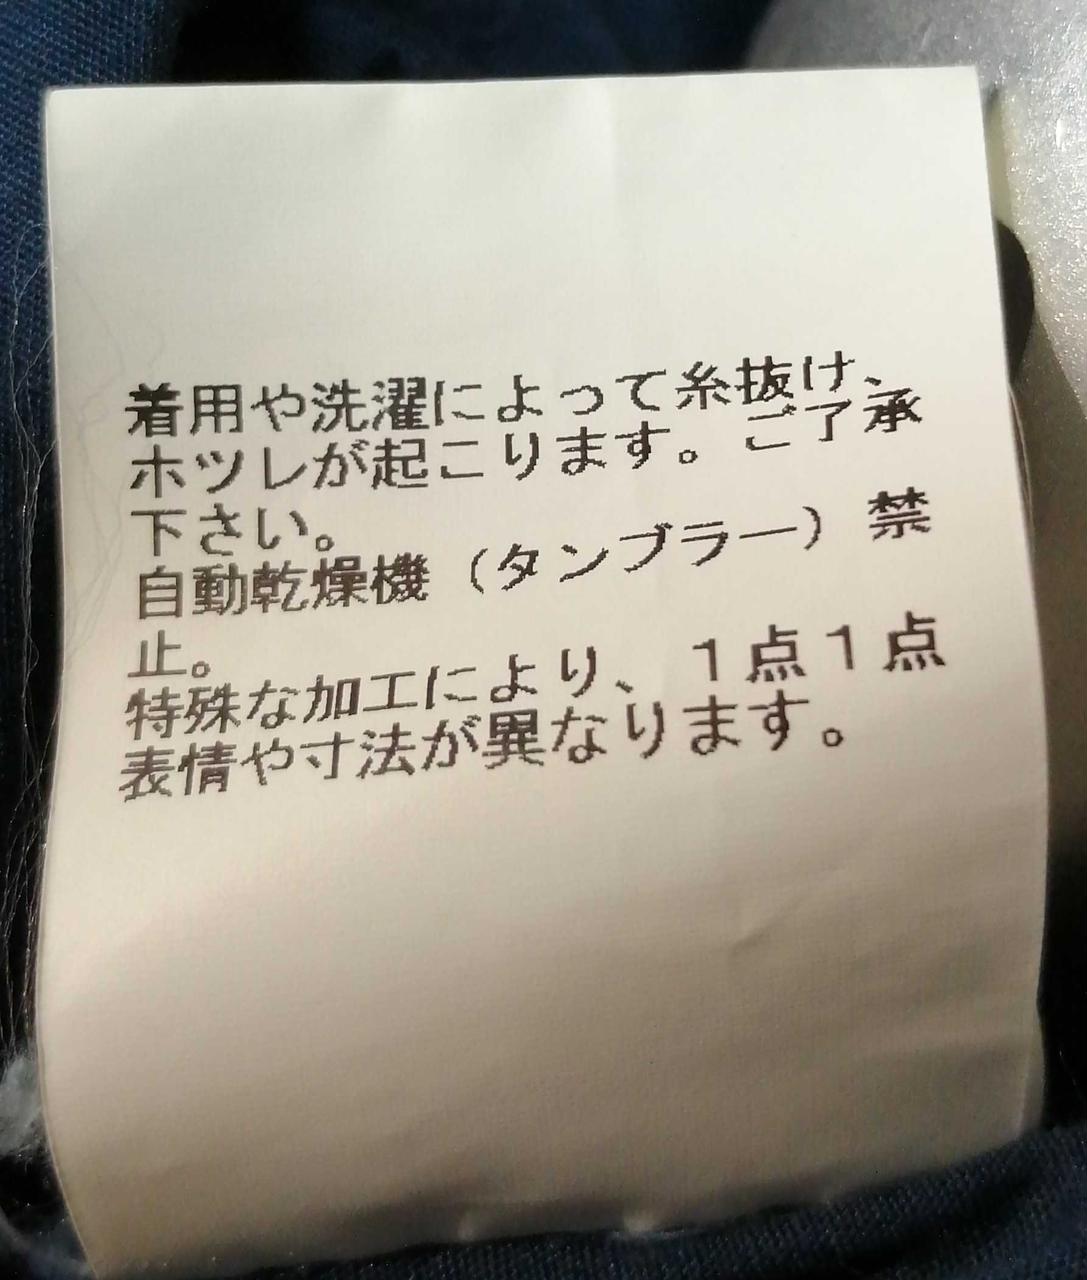 着用や洗濯によって糸抜け、
ホツレが起こります。ご了承
下さい。
自動乾燥機（タンブラー）禁
止。
特殊な加工により、１点１点
表情や寸法が異なります。